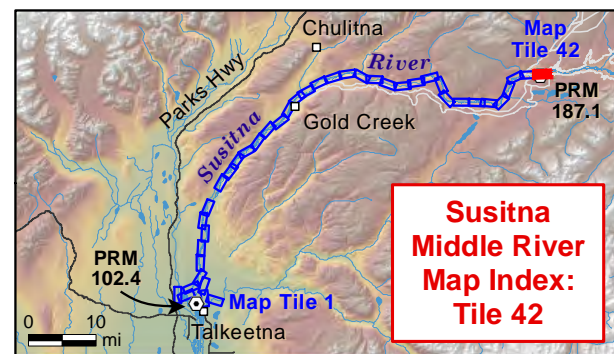 Chulitna
Map
Tile 42
River
Parks Hwy
PRM
187.1
Gold Creek
Susitna
Susitna
Middle River
Map Index:
Tile 42
PRM
102.4
Map Tile 1
Talkeetna
0 10
mi